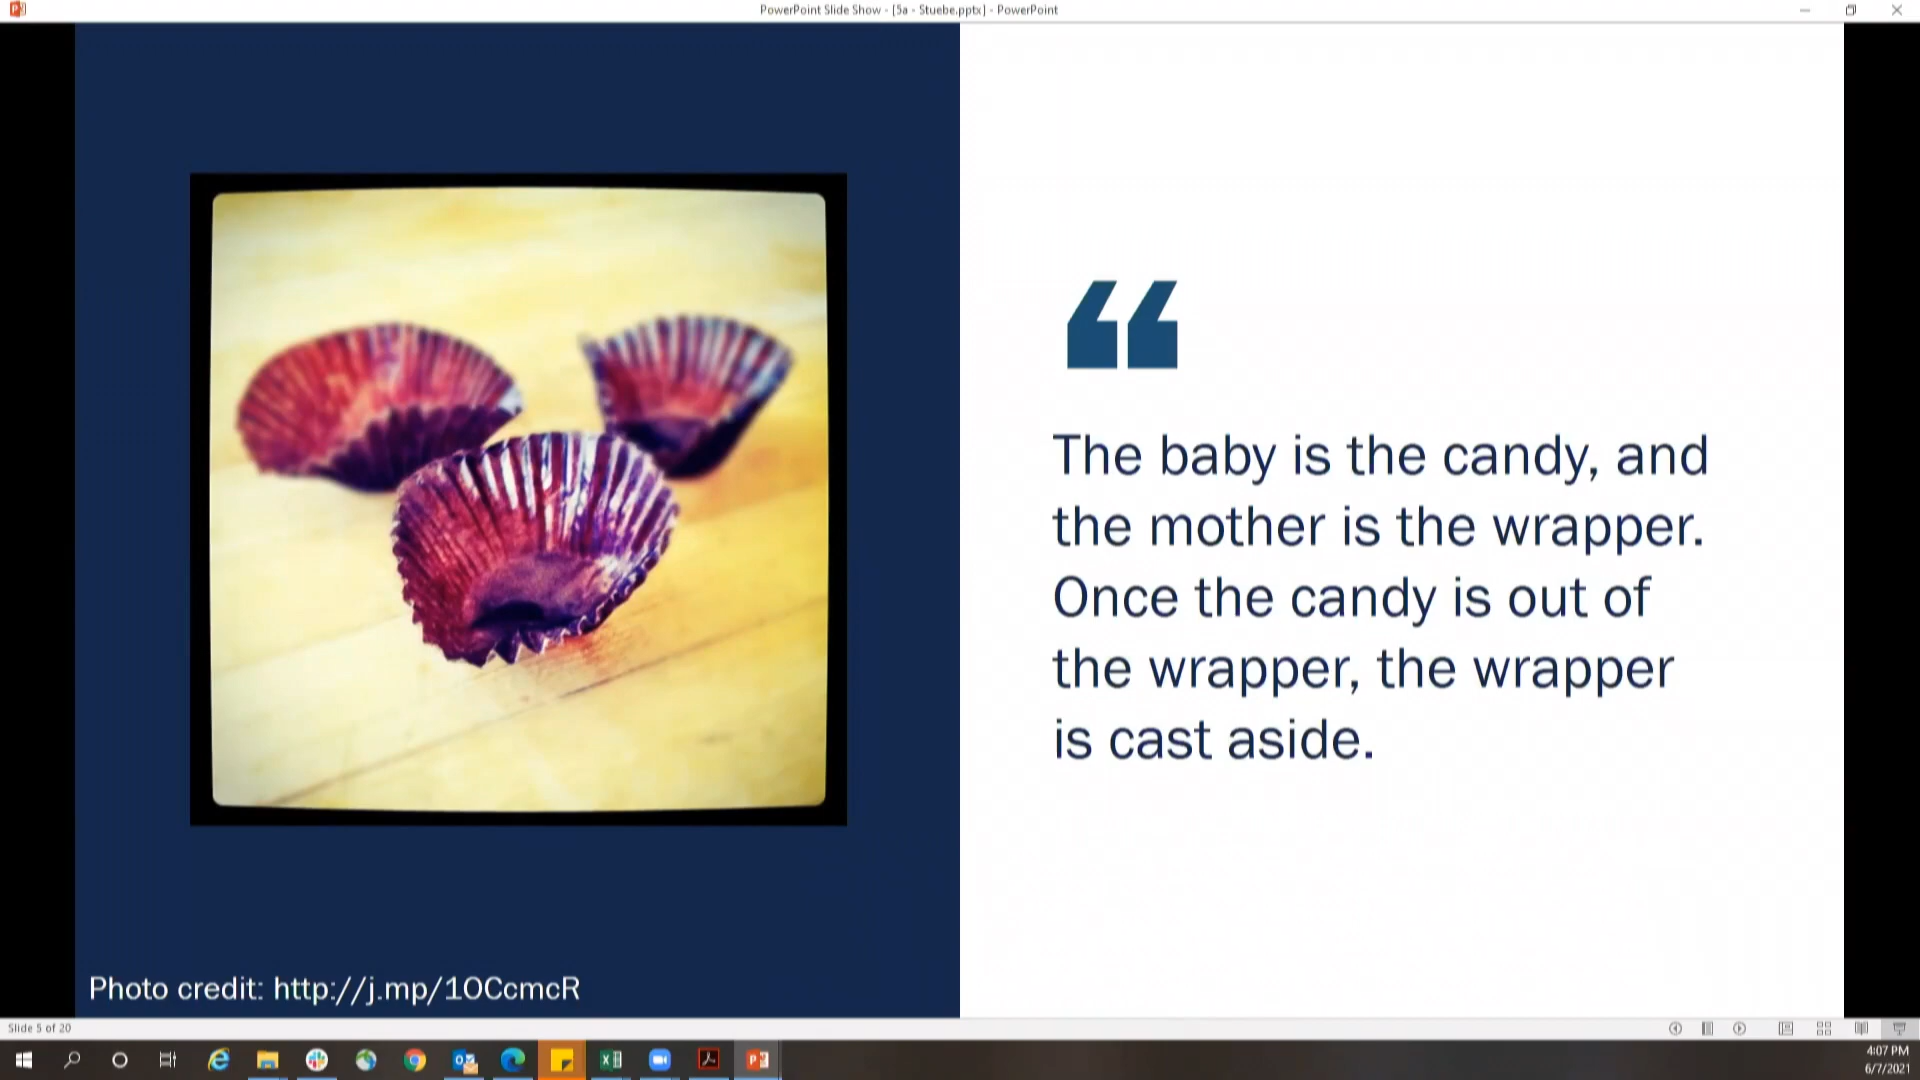 PowerPoint Slide Show - [5a - Stuebe.pptx] - PowerPoint
“
The baby is the candy, and
the mother is the wrapper.
Once the candy is out of
the wrapper, the wrapper
is cast aside.
Photo credit: http://j.mp/1OCcmcR
Slide 5 of 20
4:07 PM
6/7/2021